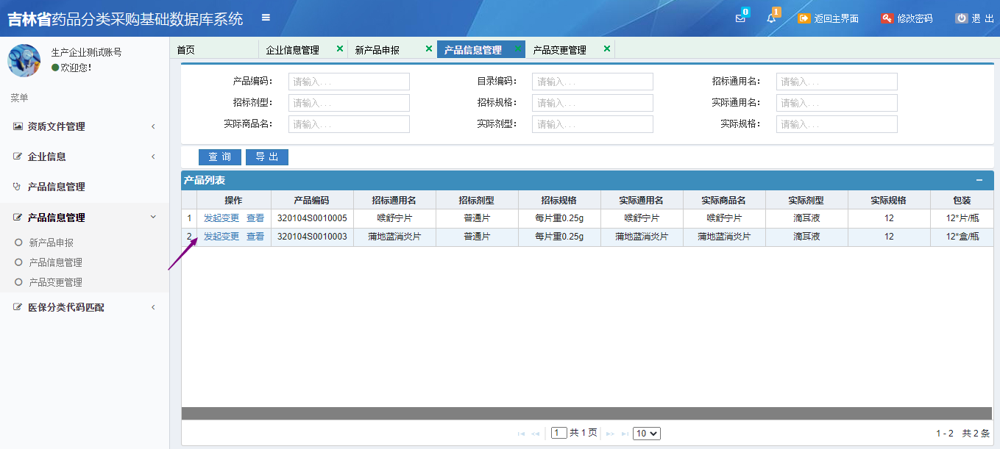 吉林省药品分类采购基础数据库系统 0 1 返回主界面 修改密码 退 出
生产企业测试账号
欢迎您!
菜单
资质文件管理
企业信息
产品信息管理
产品信息管理
新产品申报
产品信息管理
产品变更管理
医保分类代码匹配
首页 企业信息管理 新产品申报 产品信息管理 产品变更管理
产品编码： 请输入... 目录编码： 请输入... 招标通用名： 请输入...
招标剂型： 请输入... 招标规格： 请输入... 实际通用名： 请输入...
实际商品名： 请输入... 实际剂型： 请输入... 实际规格： 请输入...
查 询 导 出
产品列表
操作 产品编码 招标通用名 招标剂型 招标规格 实际通用名 实际商品名 实际剂型 实际规格 包装
1 发起变更 查看 320104S0010005 喉舒宁片 普通片 每片重0.25g 喉舒宁片 喉舒宁片 滴耳液 12 12*片/瓶
2 发起变更 查看 320104S0010003 蒲地蓝消炎片 普通片 每片重0.25g 蒲地蓝消炎片 蒲地蓝消炎片 滴耳液 12 12*盒/瓶
1 共 1 页 10 1 - 2 共 2 条